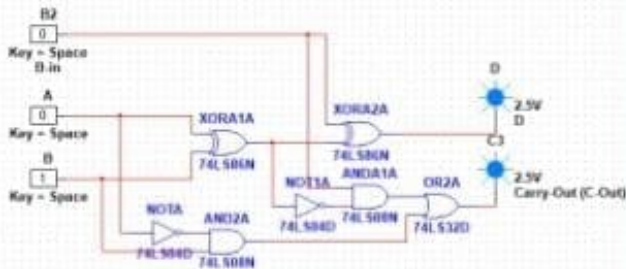 B2
0
Key = Space
B-in
A
0
Key = Space
B
1
Key = Space
XORA1A
74LS86N
XORA2A
74LS86N
NOTA
74LS04D
AND2A
74LS08N
NOT1A
74LS04D
ANDA1A
74LS08N
OR2A
74LS32D
D
2.5V
D
C3
2.5V
Carry-Out (C-Out)